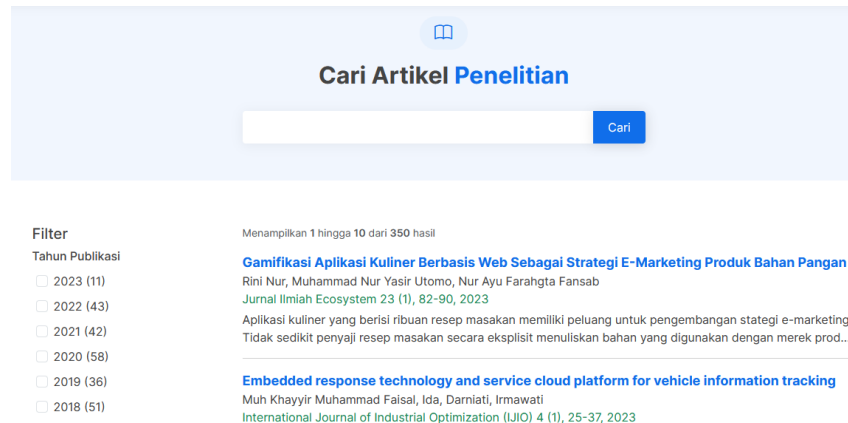 Cari Artikel Penelitian
Cari
Filter
Tahun Publikasi
2023 (11)
2022 (43)
2021 (42)
2020 (58)
2019 (36)
2018 (51)
Menampilkan 1 hingga 10 dari 350 hasil
Gamifikasi Aplikasi Kuliner Berbasis Web Sebagai Strategi E-Marketing Produk Bahan Pangan
Rini Nur, Muhammad Nur Yasir Utomo, Nur Ayu Farahgta Fansab
Jurnal Ilmiah Ecosystem 23 (1), 82-90, 2023
Aplikasi kuliner yang berisi ribuan resep masakan memiliki peluang untuk pengembangan stategi e-marketing
Tidak sedikit penyaji resep masakan secara eksplisit menuliskan bahan yang digunakan dengan merek prod...
Embedded response technology and service cloud platform for vehicle information tracking
Muh Khayyir Muhammad Faisal, Ida, Darniati, Irmawati
International Journal of Industrial Optimization (IJIO) 4 (1), 25-37, 2023